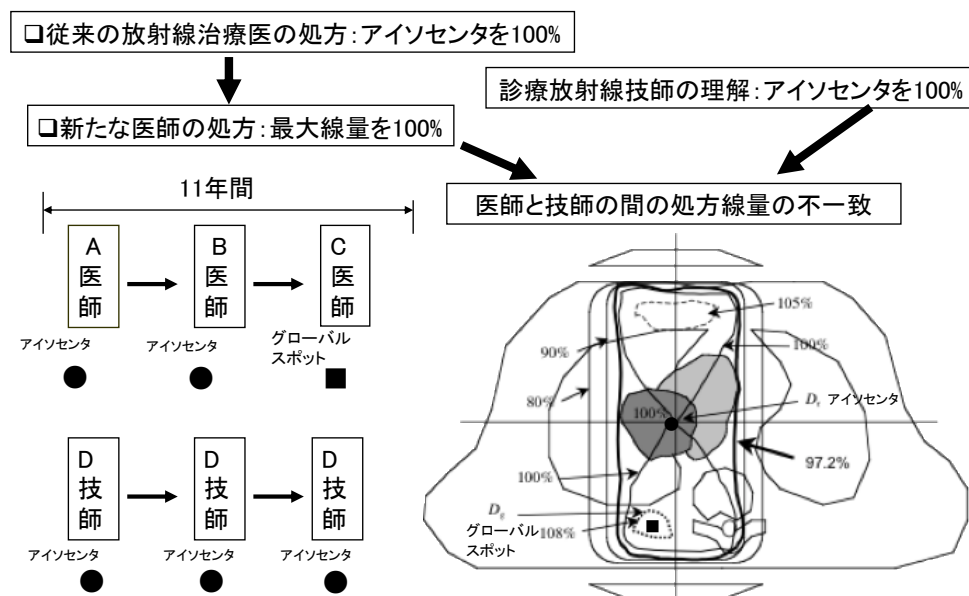 ❑従来の放射線治療医の処方：アイソセンタを100%
診療放射線技師の理解：アイソセンタを100%
❑新たな医師の処方：最大線量を100%
医師と技師の間の処方線量の不一致
11年間
A医師
B医師
C医師
アイソセンタ
アイソセンタ
グローバル
スポット
D技師
D技師
D技師
アイソセンタ
アイソセンタ
アイソセンタ
105%
90%
100%
80%
100%
アイソセンタ
97.2%
100%
Dg
グローバル
スポット
108%